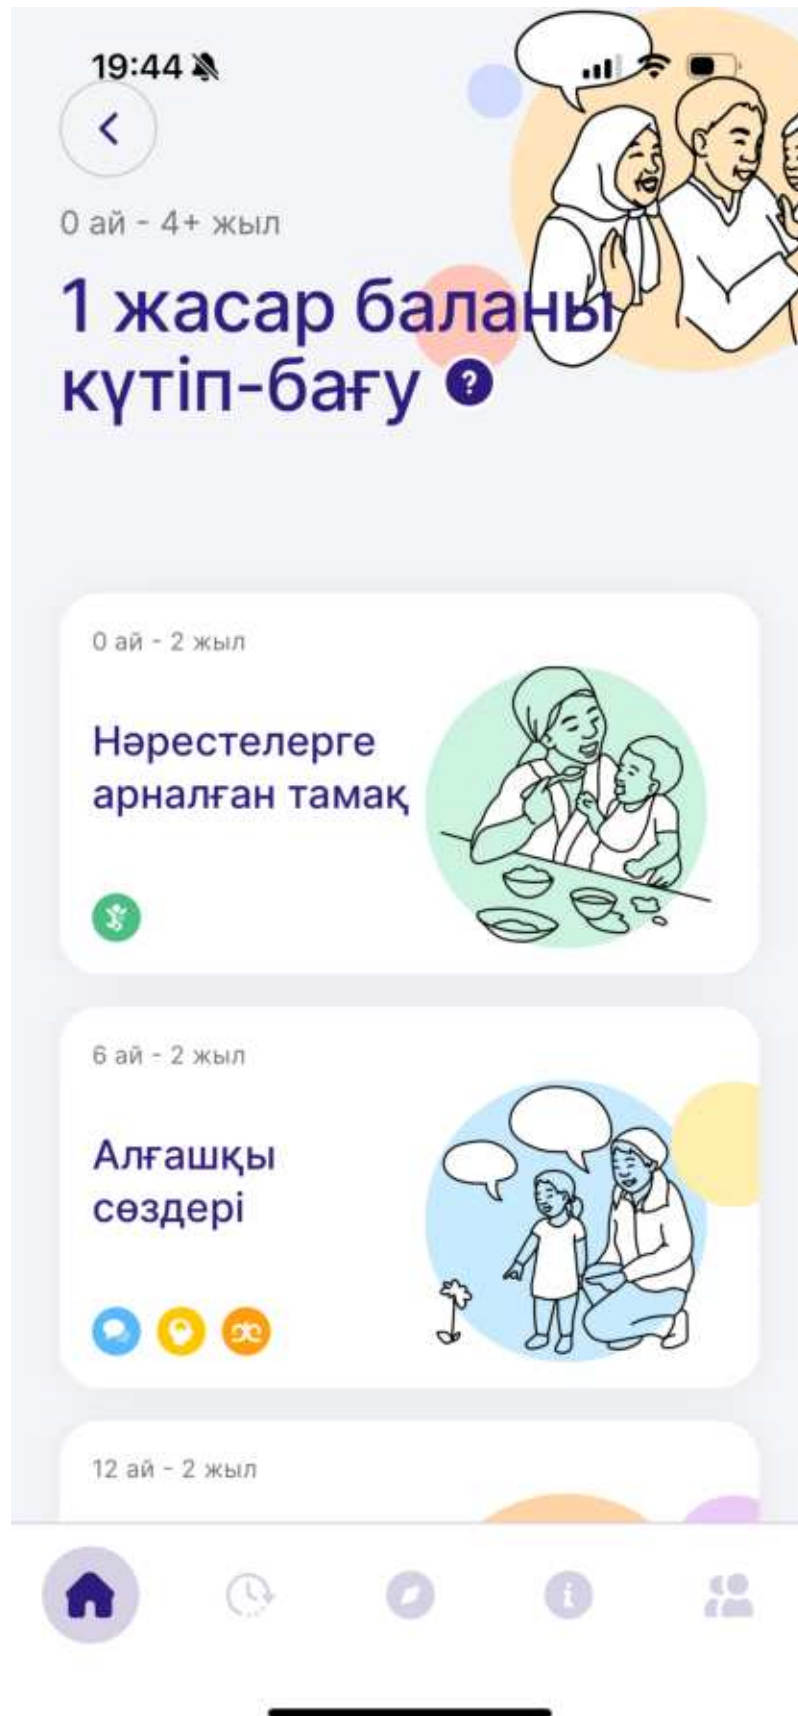 19:44
0 ай - 4+ жыл
1 жасар баланы
күтіп-бағу ?
0 ай - 2 жыл
Нәрестелерге
арналған тамақ
6 ай - 2 жыл
Алғашқы
сөздері
12 ай - 2 жыл